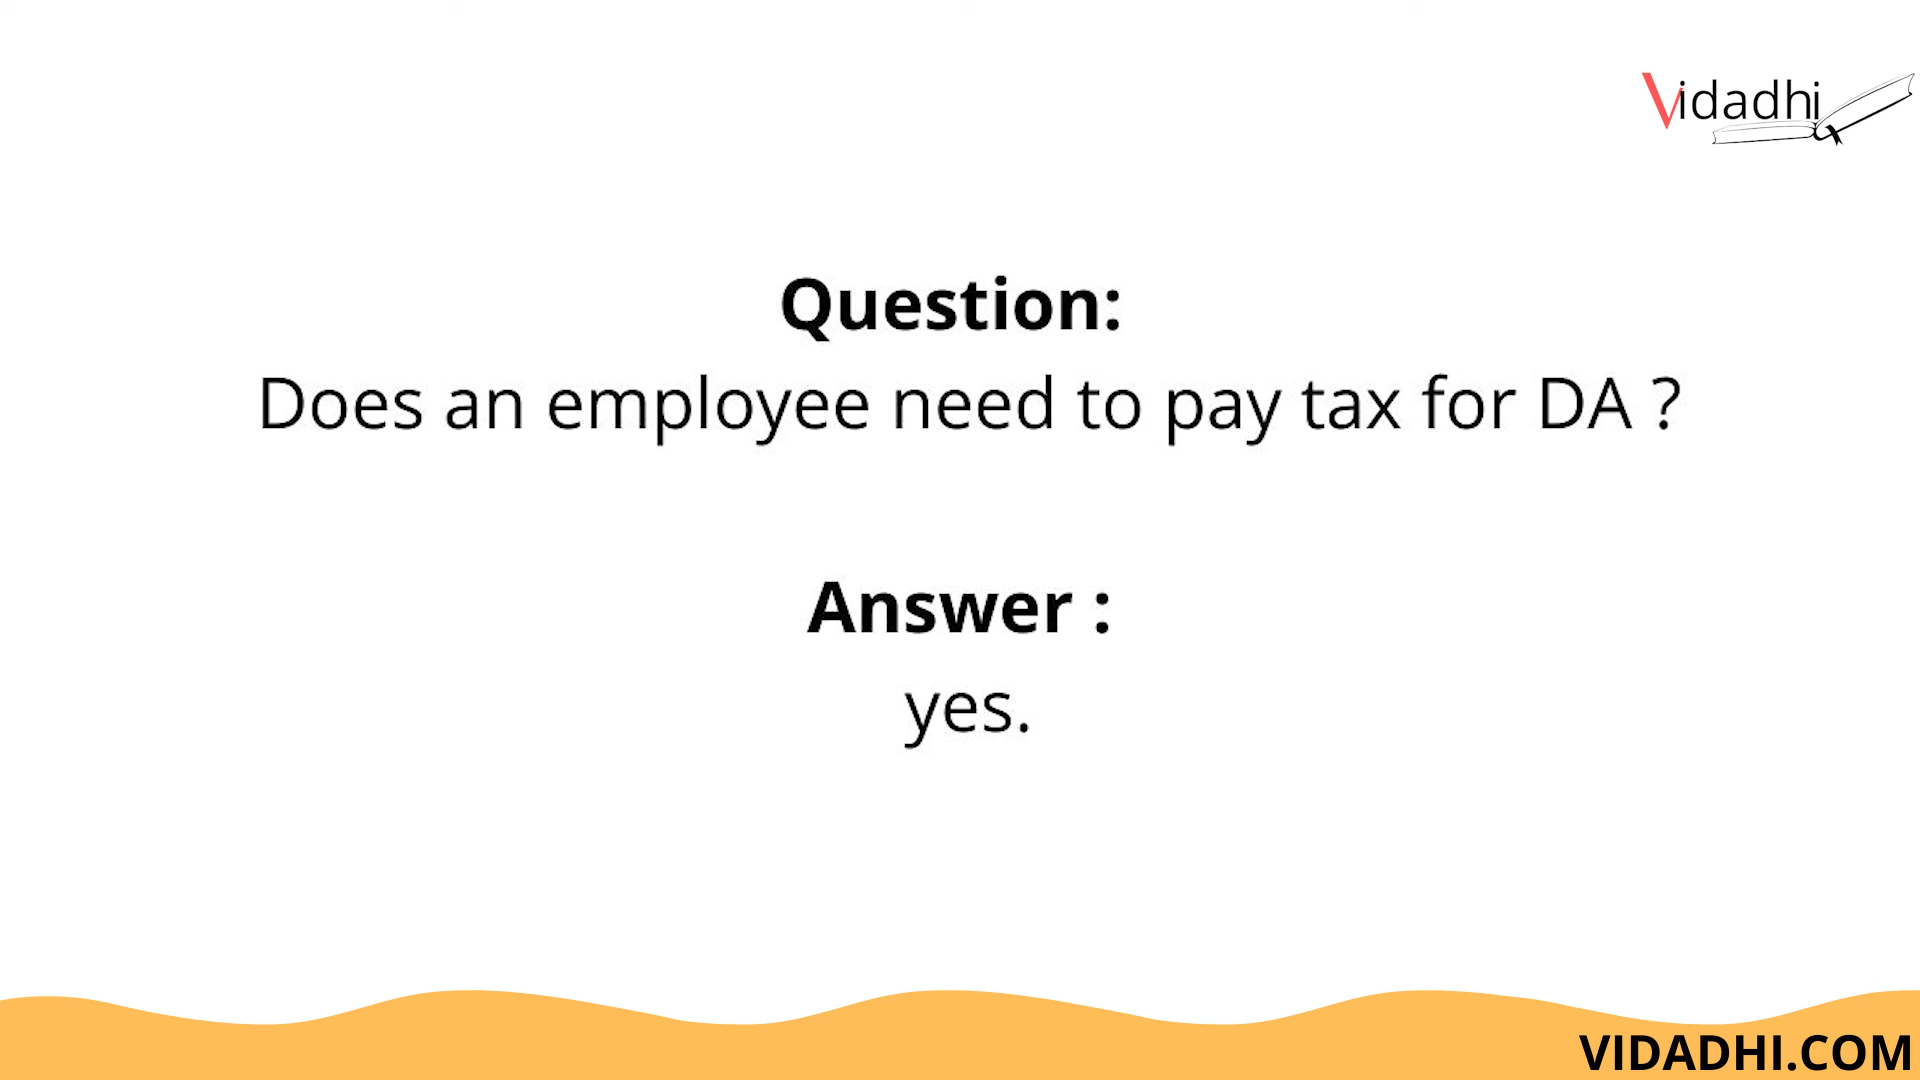 Vidadhi
Question:
Does an employee need to pay tax for DA ?
Answer :
yes.
VIDADHI.COM